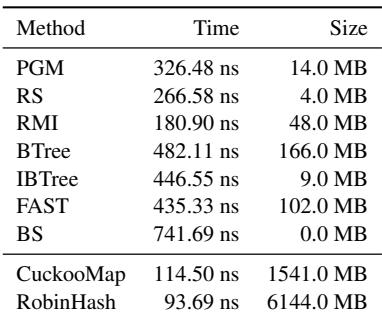 Method Time Size
PGM 326.48 ns 14.0 MB
RS 266.58 ns 4.0 MB
RMI 180.90 ns 48.0 MB
BTree 482.11 ns 166.0 MB
IBTree 446.55 ns 9.0 MB
FAST 435.33 ns 102.0 MB
BS 741.69 ns 0.0 MB
CuckooMap 114.50 ns 1541.0 MB
RobinHash 93.69 ns 6144.0 MB